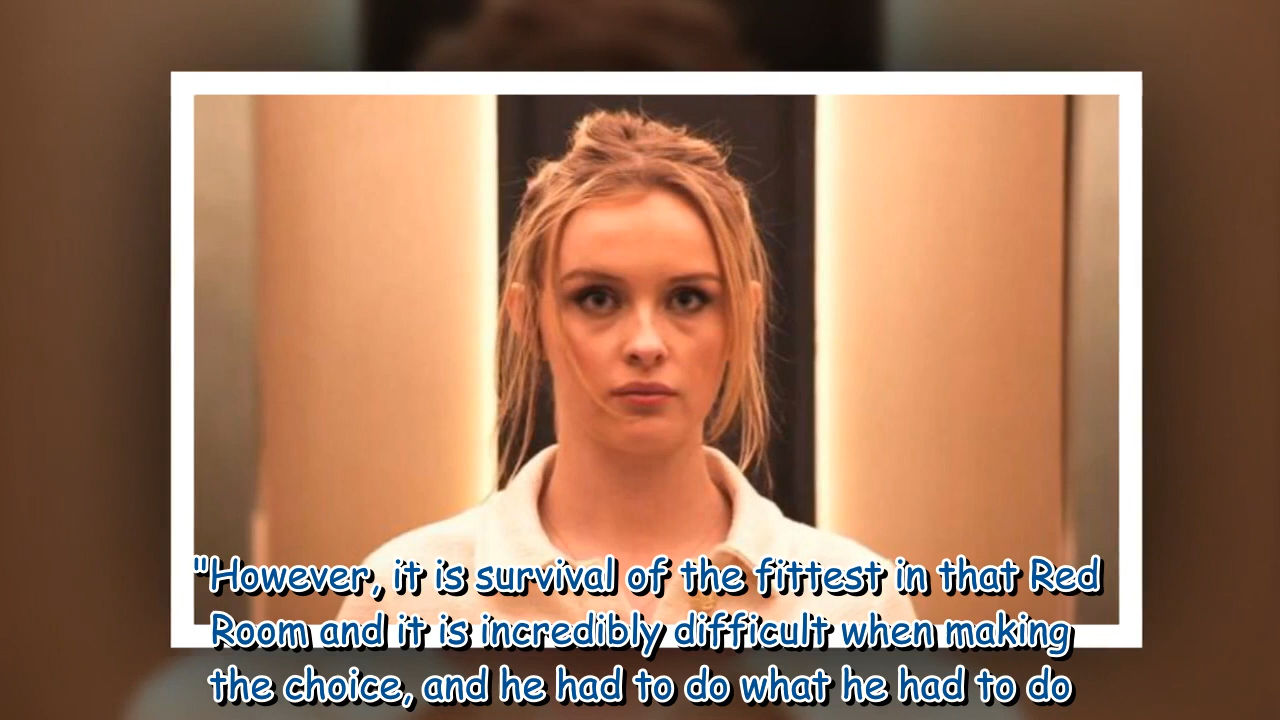 "However, it is survival of the fittest in that Red
Room and it is incredibly difficult when making
the choice, and he had to do what he had to do